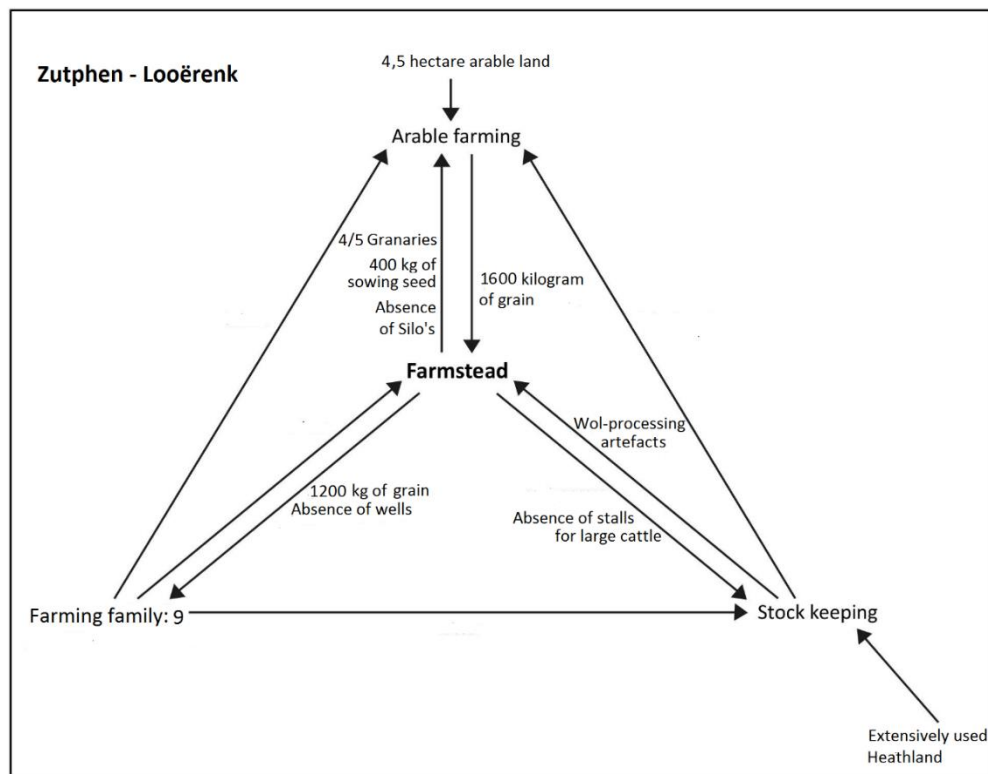 Zutphen - Looërenk
4,5 hectare arable land
Arable farming
4/5 Granaries
400 kg of
sowing seed
Absence
of Silo's
1600 kilogram
of grain
Farmstead
Wol-processing
artefacts
1200 kg of grain
Absence of wells
Absence of stalls
for large cattle
Farming family: 9
Stock keeping
Extensively used
Heathland